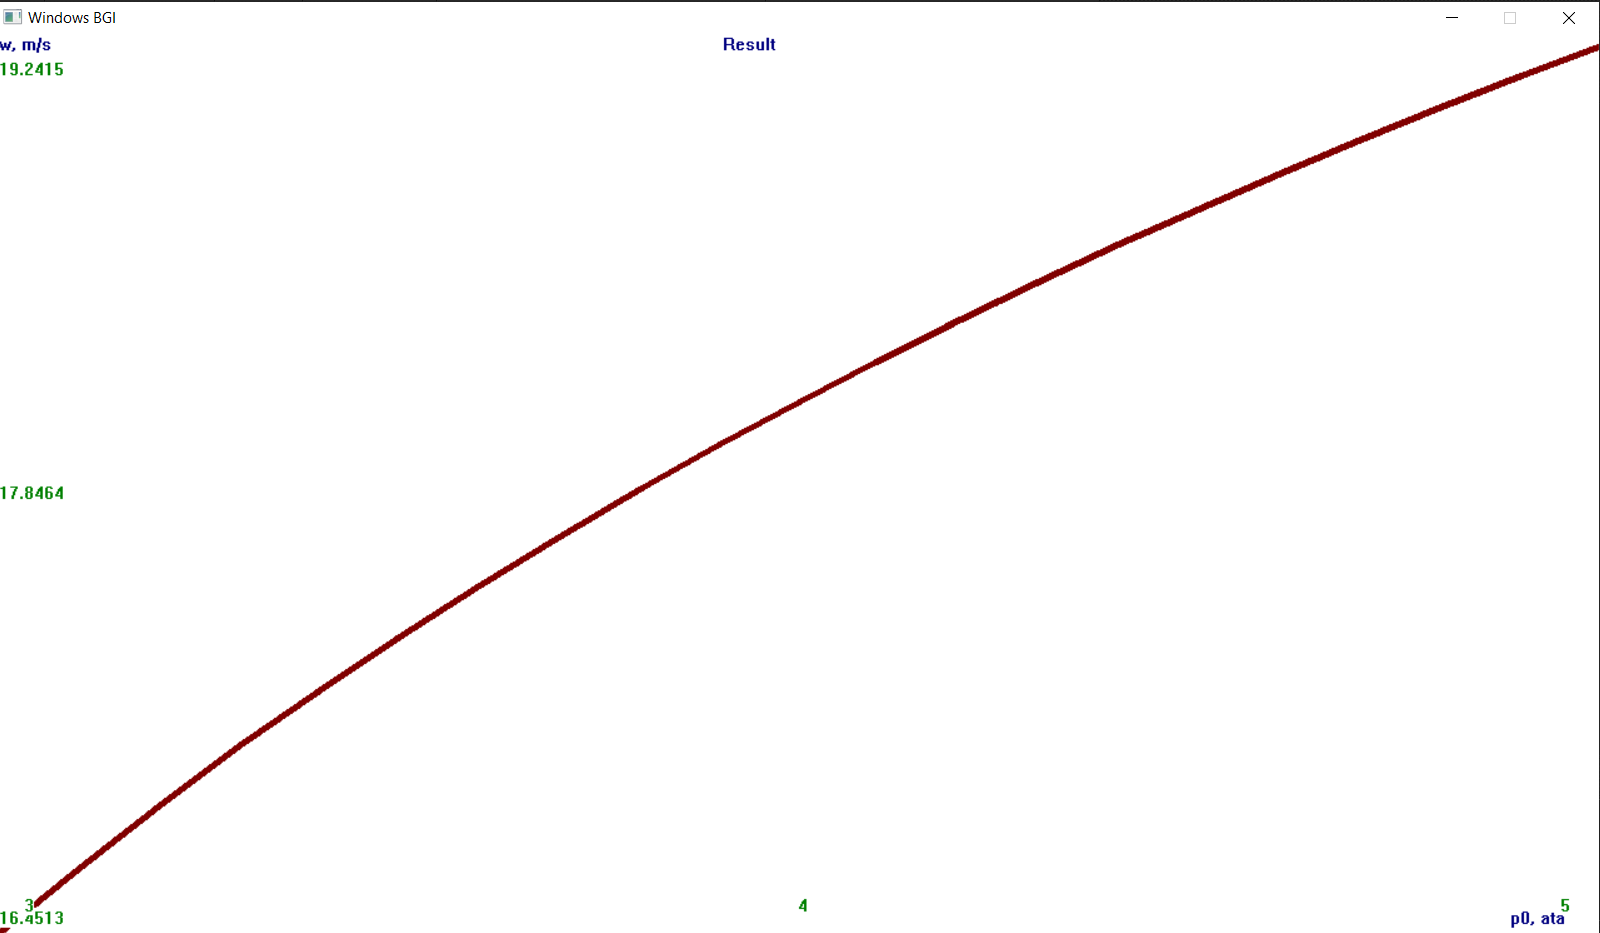 Windows BGI
w, m/s
Result
19.2415
17.8464
3
4
5
16.4513
p0, ata